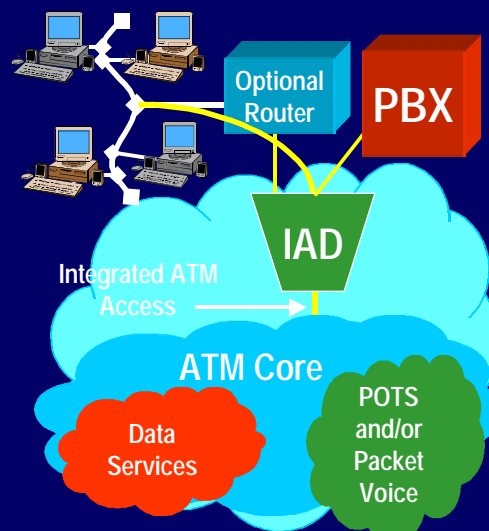 Optional
Router
PBX
IAD
Integrated ATM
Access
ATM Core
Data
Services
POTS
and/or
Packet
Voice